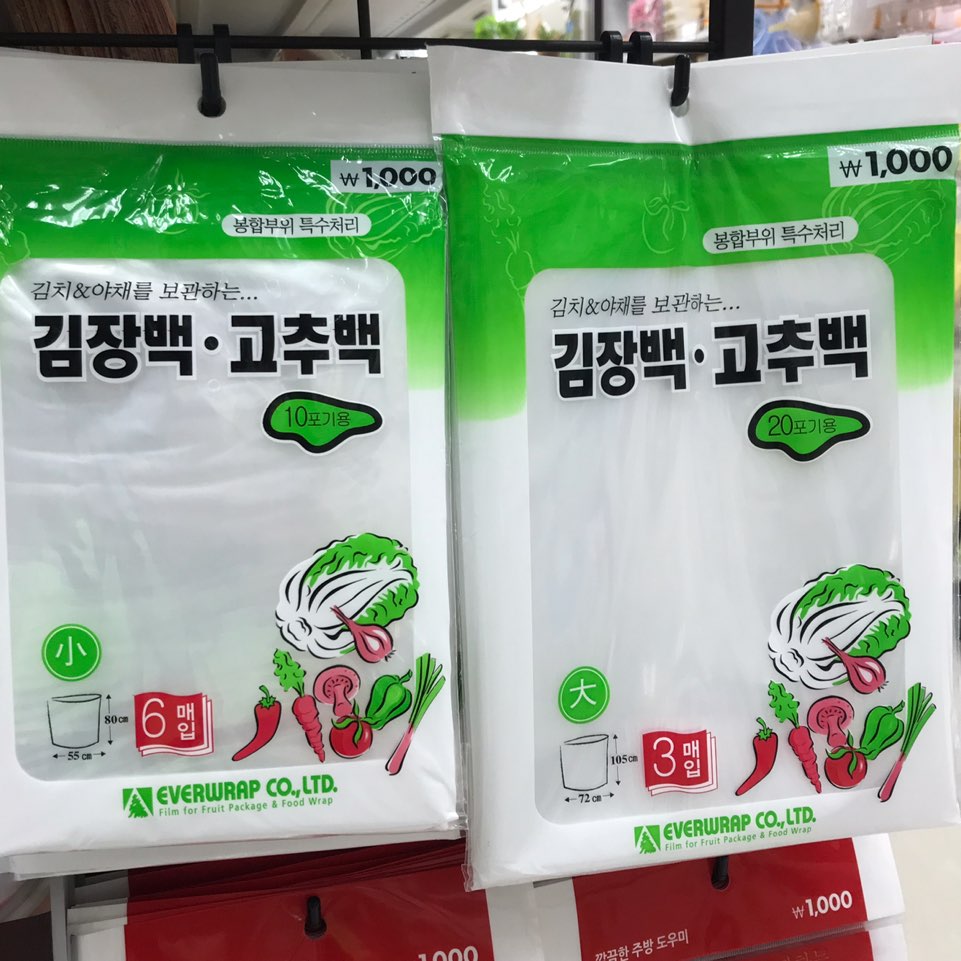 ₩1,000
봉합부위 특수처리
김치&야채를 보관하는...
김장백·고추백
10포기용
小
80㎝
55㎝
6매입
EVERWRAP CO.,LTD.
Film for Fruit Package & Food Wrap
₩1,000
봉합부위 특수처리
김치&야채를 보관하는...
김장백·고추백
20포기용
大
105㎝
72㎝
3매입
EVERWRAP CO.,LTD.
Film for Fruit Package & Food Wrap
1,000
₩1,000
깔끔한 주방 도우미